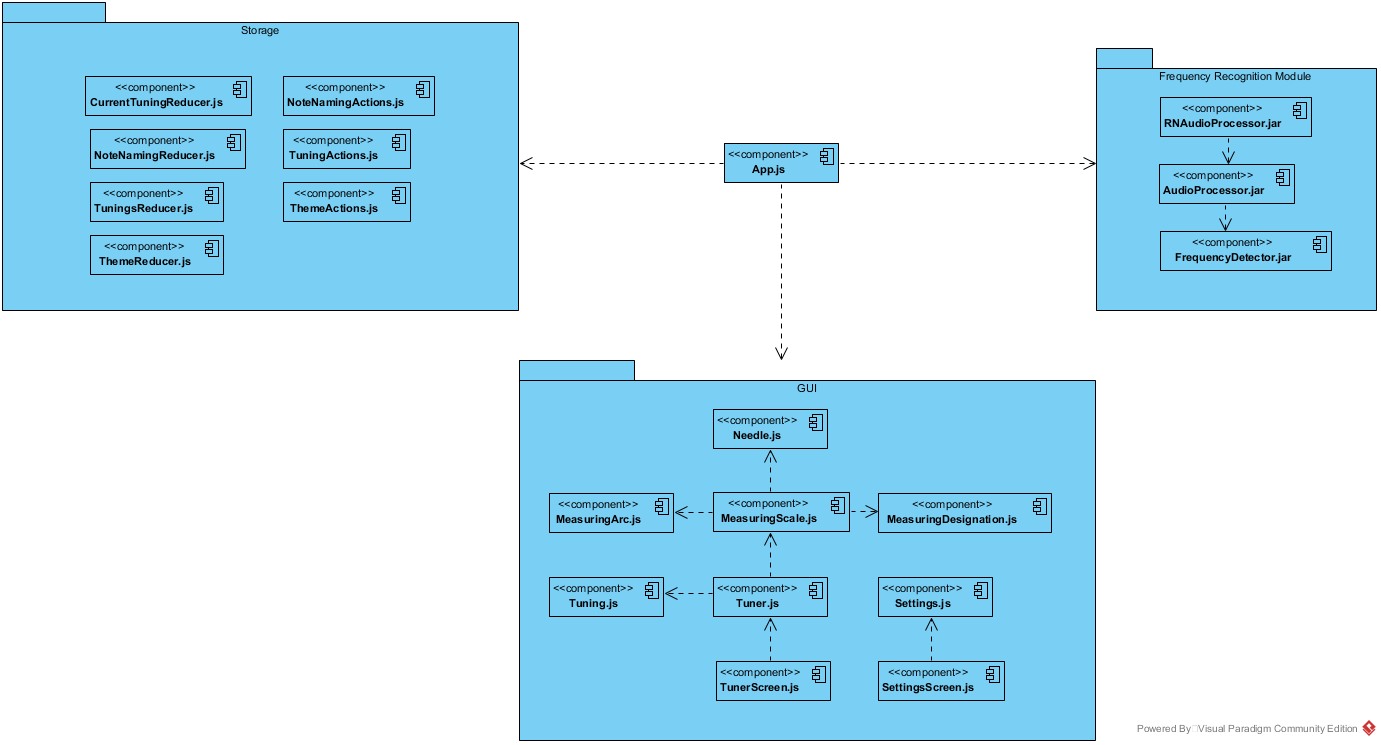 Storage
<<component>>
CurrentTuningReducer.js
<<component>>
NoteNamingActions.js
<<component>>
NoteNamingReducer.js
<<component>>
TuningActions.js
<<component>>
TuningsReducer.js
<<component>>
ThemeActions.js
<<component>>
ThemeReducer.js
<<component>>
App.js
Frequency Recognition Module
<<component>>
RNAudioProcessor.jar
<<component>>
AudioProcessor.jar
<<component>>
FrequencyDetector.jar
GUI
<<component>>
Needle.js
<<component>>
MeasuringArc.js
<<component>>
MeasuringScale.js
<<component>>
MeasuringDesignation.js
<<component>>
Tuning.js
<<component>>
Tuner.js
<<component>>
Settings.js
<<component>>
TunerScreen.js
<<component>>
SettingsScreen.js
Powered By Visual Paradigm Community Edition